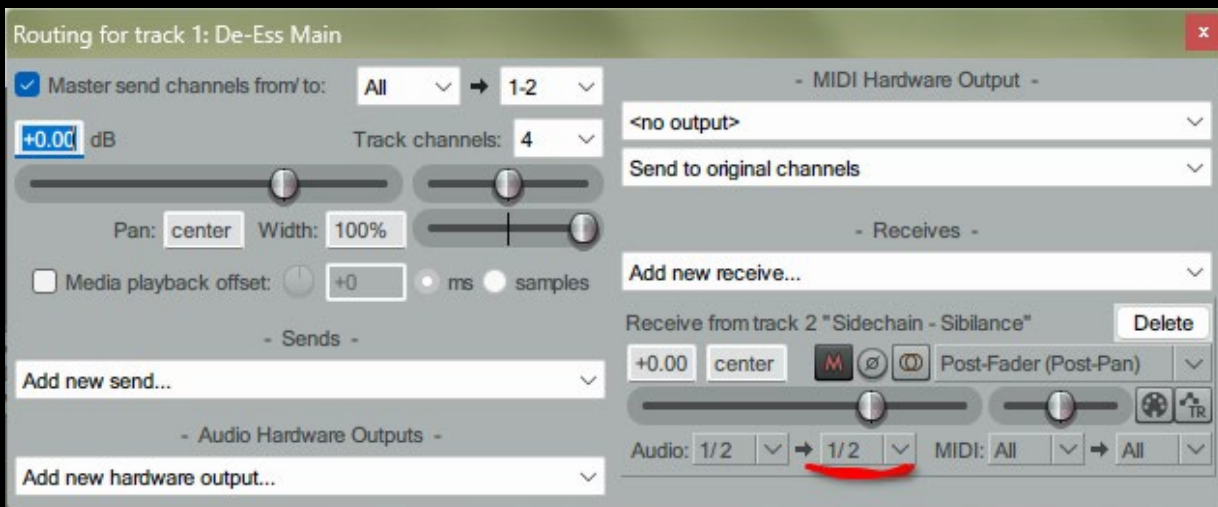 Routing for track 1: De-Ess Main
x
Master send channels from/to: All 1-2
+0.00 dB Track channels: 4
Pan: center Width: 100%
Media playback offset: +0 ms samples
- Sends -
Add new send...
- Audio Hardware Outputs -
Add new hardware output...
- MIDI Hardware Output -
<no output>
Send to original channels
- Receives -
Add new receive...
Receive from track 2 "Sidechain - Sibilance" Delete
+0.00 center M Post-Fader (Post-Pan)
TR
Audio: 1/2 1/2 MIDI: All All